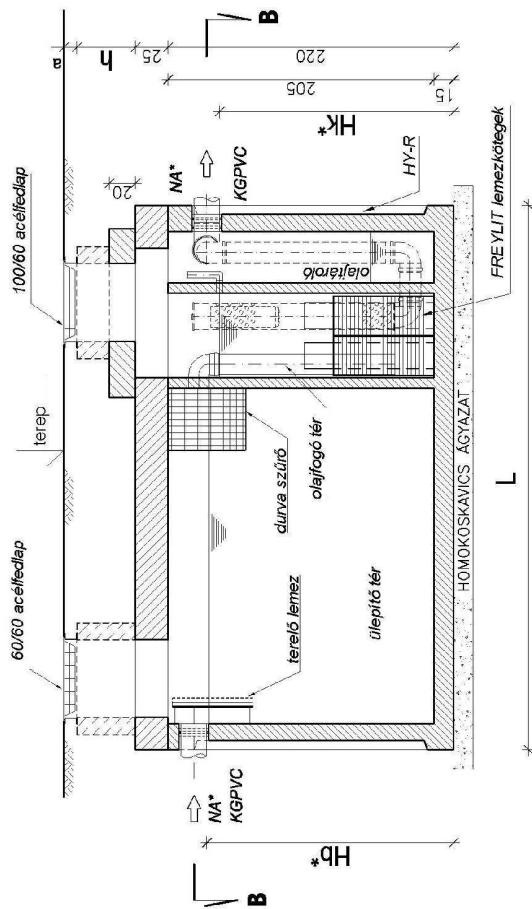 60/60 acélfedlap
terep
100/60 acélfedlap
a
h
20
25
B
NA*
KGPVC
NA*
KGPVC
220
205
Hk*
15
Hb*
B
terelő lemez
durva szűrő
olajfogó tér
olajtároló
HY-R
ülepítő tér
FREYLIT lemezkötegek
HOMOKOSKAVICS ÁGYAZAT
L